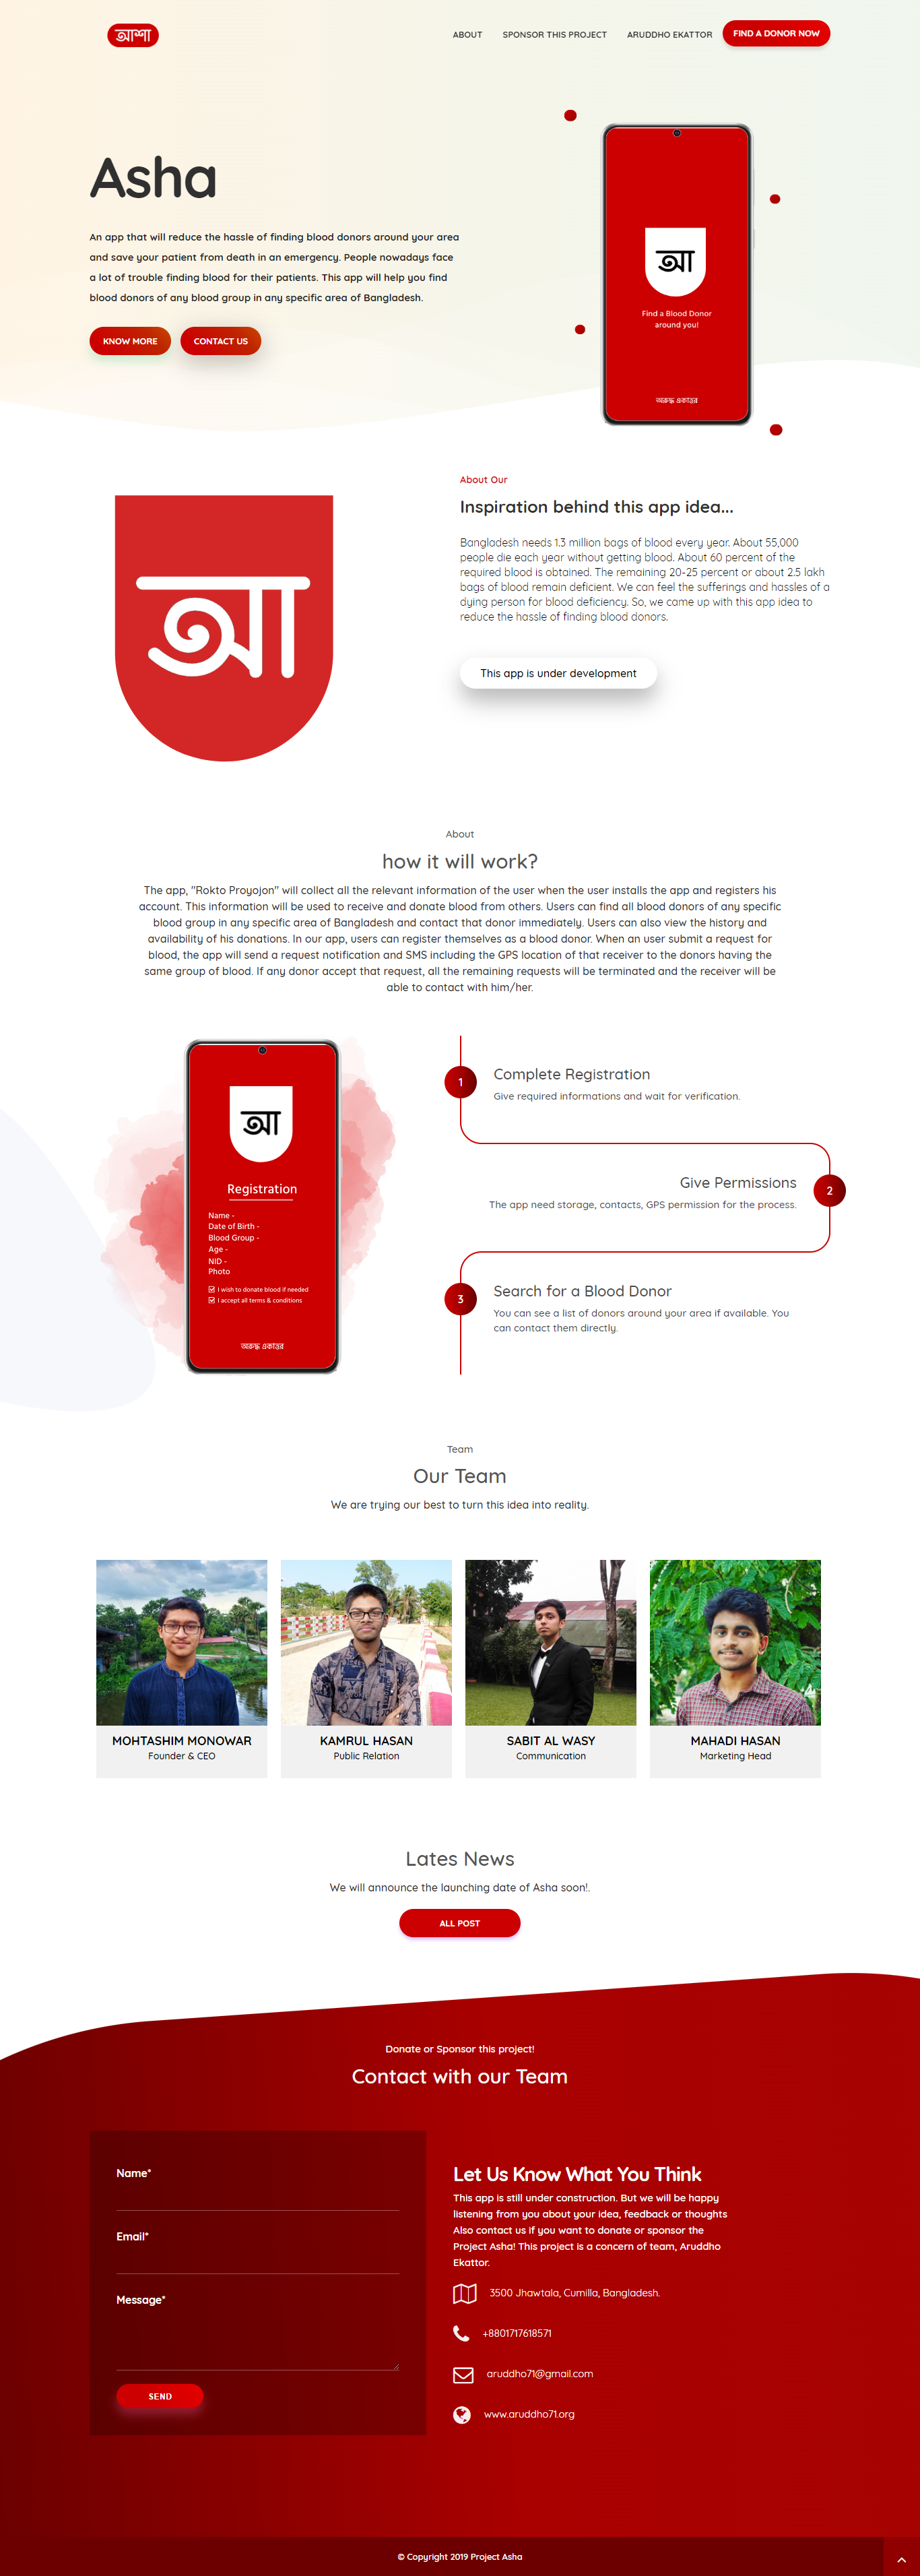 আশা
ABOUT
SPONSOR THIS PROJECT
ARUDDHO EKATTOR
FIND A DONOR NOW
Asha
An app that will reduce the hassle of finding blood donors around your area
and save your patient from death in an emergency. People nowadays face
a lot of trouble finding blood for their patients. This app will help you find
blood donors of any blood group in any specific area of Bangladesh.
KNOW MORE
CONTACT US
আ
Find a Blood Donor
around you!
অরুদ্ধ একাত্তর
আ
About Our
Inspiration behind this app idea...
Bangladesh needs 1.3 million bags of blood every year. About 55,000
people die each year without getting blood. About 60 percent of the
required blood is obtained. The remaining 20-25 percent or about 2.5 lakh
bags of blood remain deficient. We can feel the sufferings and hassles of a
dying person for blood deficiency. So, we came up with this app idea to
reduce the hassle of finding blood donors.
This app is under development
About
how it will work?
The app, "Rokto Proyojon" will collect all the relevant information of the user when the user installs the app and registers his
account. This information will be used to receive and donate blood from others. Users can find all blood donors of any specific
blood group in any specific area of Bangladesh and contact that donor immediately. Users can also view the history and
availability of his donations. In our app, users can register themselves as a blood donor. When an user submit a request for
blood, the app will send a request notification and SMS including the GPS location of that receiver to the donors having the
same group of blood. If any donor accept that request, all the remaining requests will be terminated and the receiver will be
able to contact with him/her.
আ
Registration
Name -
Date of Birth -
Blood Group -
Age -
NID -
Photo
I wish to donate blood if needed
I accept all terms & conditions
অরুদ্ধ একাত্তর
1
Complete Registration
Give required informations and wait for verification.
Give Permissions
2
The app need storage, contacts, GPS permission for the process.
3
Search for a Blood Donor
You can see a list of donors around your area if available. You
can contact them directly.
Team
Our Team
We are trying our best to turn this idea into reality.
MOHTASHIM MONOWAR
Founder & CEO
KAMRUL HASAN
Public Relation
SABIT AL WASY
Communication
MAHADI HASAN
Marketing Head
Lates News
We will announce the launching date of Asha soon!.
ALL POST
Donate or Sponsor this project!
Contact with our Team
Name*
Email*
Message*
SEND
Let Us Know What You Think
This app is still under construction. But we will be happy
listening from you about your idea, feedback or thoughts
Also contact us if you want to donate or sponsor the
Project Asha! This project is a concern of team, Aruddho
Ekattor.
3500 Jhawtala, Cumilla, Bangladesh.
+8801717618571
aruddho71@gmail.com
www.aruddho71.org
© Copyright 2019 Project Asha